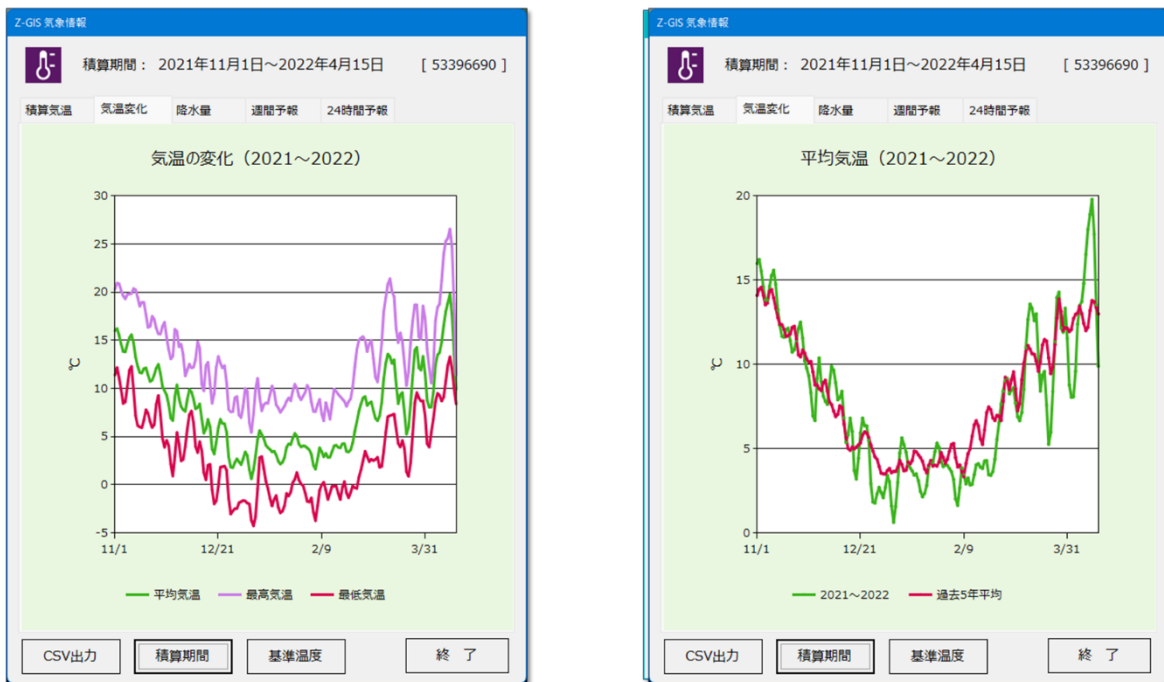 Z-GIS 気象情報
積算期間： 2021年11月1日～2022年4月15日 [ 53396690 ]
積算気温 気温変化 降水量 週間予報 24時間予報
気温の変化（2021～2022）
30
25
20
15
10
5
0
-5
℃
11/1 12/21 2/9 3/31
平均気温 最高気温 最低気温
CSV出力 積算期間 基準温度 終 了
Z-GIS 気象情報
積算期間： 2021年11月1日～2022年4月15日 [ 53396690 ]
積算気温 気温変化 降水量 週間予報 24時間予報
平均気温（2021～2022）
20
15
10
5
0
℃
11/1 12/21 2/9 3/31
2021～2022 過去5年平均
CSV出力 積算期間 基準温度 終 了